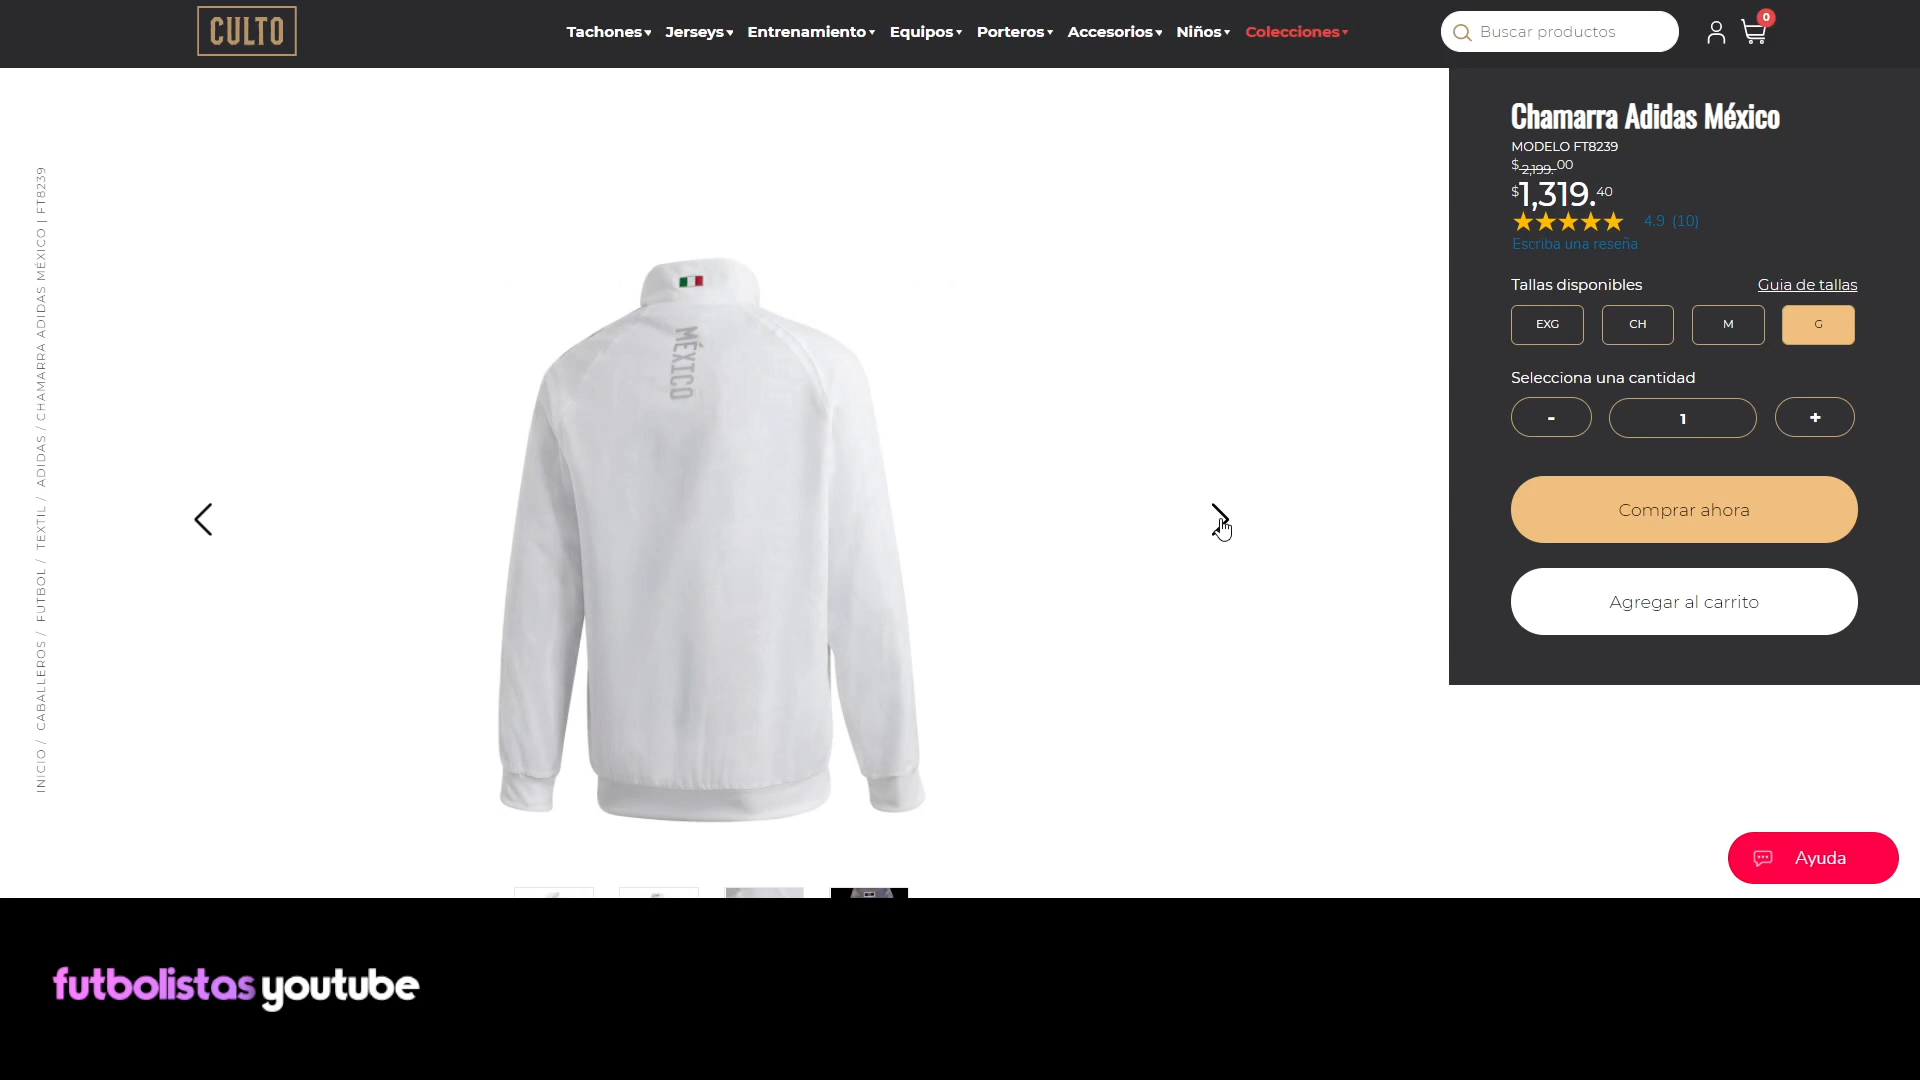 CULTO
Tachones Jerseys Entrenamiento Equipos Porteros Accesorios Niños Colecciones
Buscar productos
0
INICIO / CABALLEROS / FUTBOL / TEXTIL / ADIDAS / CHAMARRA ADIDAS MÉXICO | FT8239
MÉXICO
Chamarra Adidas México
MODELO FT8239
$2,199.00
$1,319.40
4.9 (10)
Escriba una reseña
Tallas disponibles Guia de tallas
EXG CH M G
Selecciona una cantidad
- 1 +
Comprar ahora
Agregar al carrito
Ayuda
futbolistas youtube